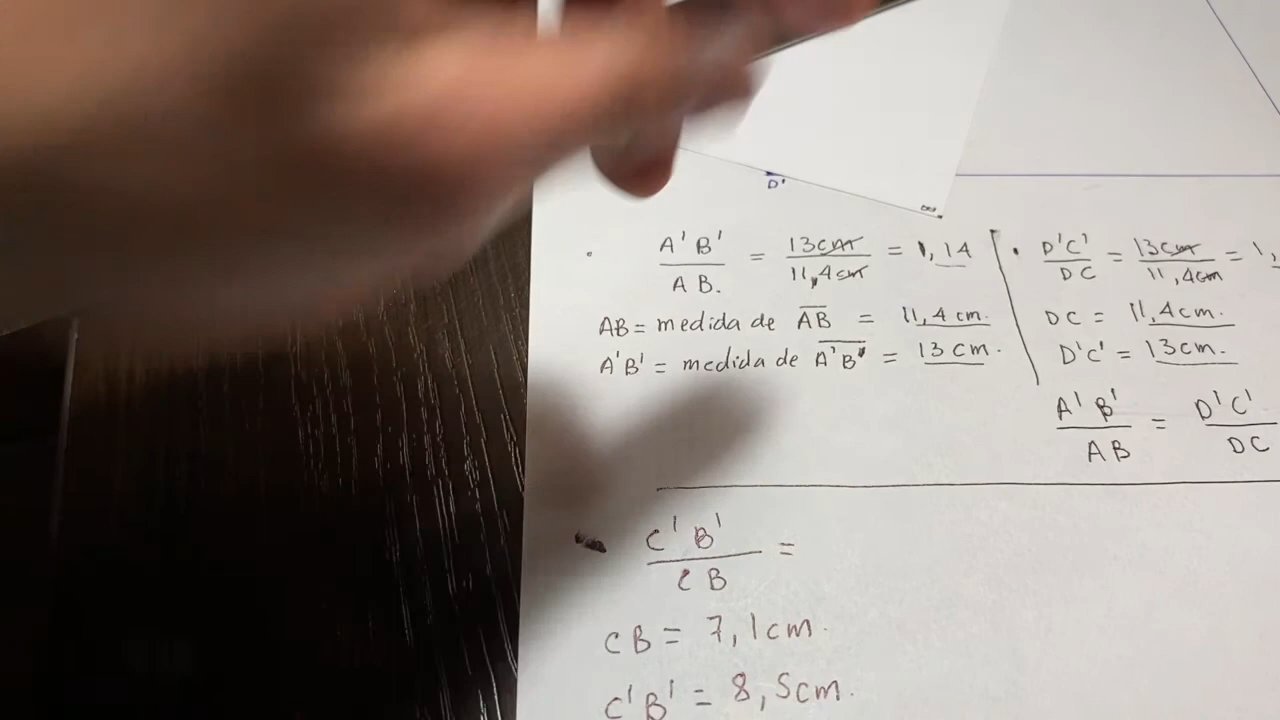 D'
A'B' / AB. = 13cm / 11,4cm = 1,14
AB = medida de AB = 11,4 cm.
A'B' = medida de A'B' = 13 cm.
• D'C' / DC = 13cm / 11,4cm = 1,
DC = 11,4cm.
D'C' = 13cm.
A'B' / AB = D'C' / DC
C'B' / CB =
CB = 7,1cm.
C'B' = 8,5cm.